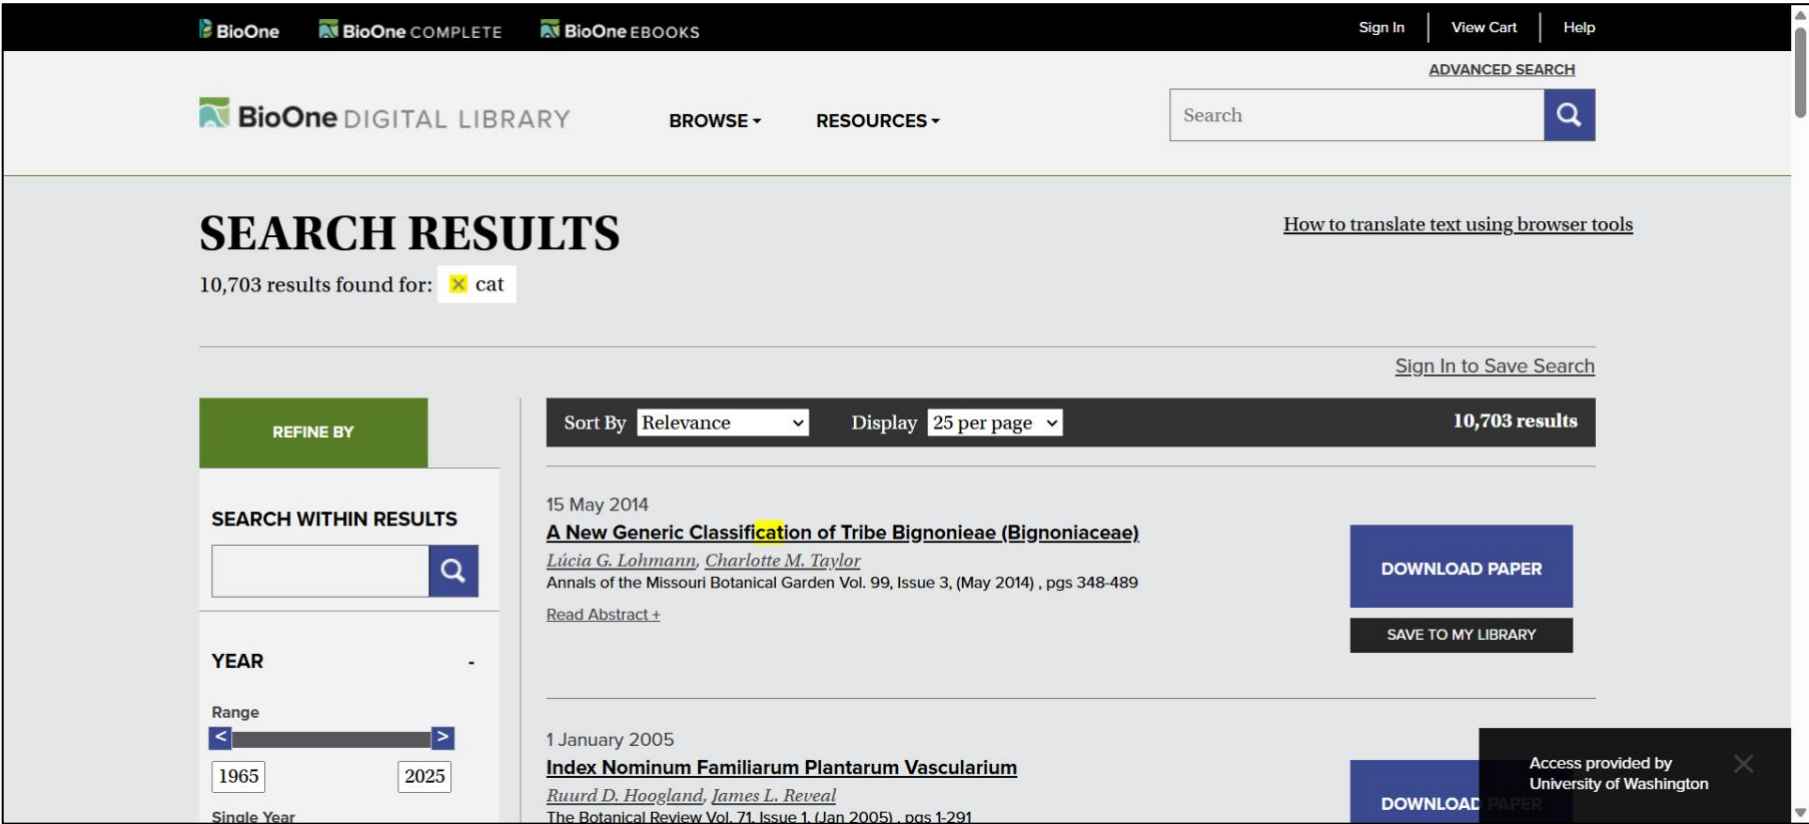 BioOne BioOne COMPLETE BioOne EBOOKS Sign In View Cart Help
ADVANCED SEARCH
BioOne DIGITAL LIBRARY BROWSE RESOURCES Search
SEARCH RESULTS
How to translate text using browser tools
10,703 results found for: × cat
Sign In to Save Search
REFINE BY
Sort By Relevance Display 25 per page 10,703 results
SEARCH WITHIN RESULTS
YEAR -
Range
< >
1965 2025
Single Year
15 May 2014
A New Generic Classification of Tribe Bignonieae (Bignoniaceae)
Lúcia G. Lohmann, Charlotte M. Taylor
Annals of the Missouri Botanical Garden Vol. 99, Issue 3, (May 2014) , pgs 348-489
Read Abstract +
DOWNLOAD PAPER
SAVE TO MY LIBRARY
1 January 2005
Index Nominum Familiarum Plantarum Vascularium
Ruurd D. Hoogland, James L. Reveal
The Botanical Review Vol. 71, Issue 1, (Jan 2005) , pgs 1-291
DOWNLOAD PAPER
Access provided by
University of Washington